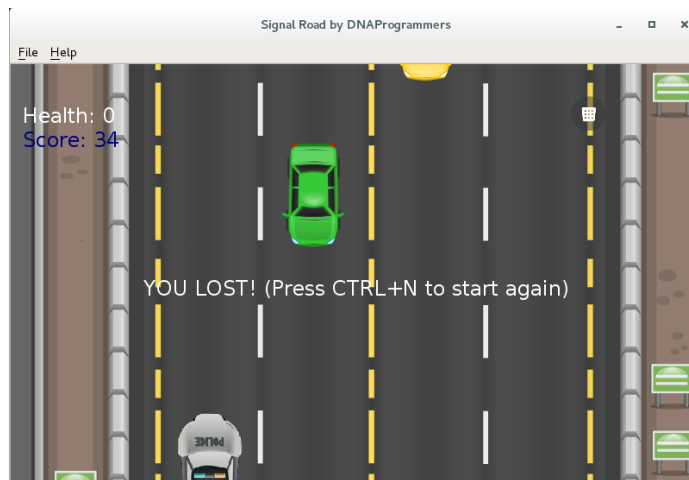 Signal Road by DNAProgrammers
File Help
Health: 0
Score: 34
YOU LOST! (Press CTRL+N to start again)
POLICE